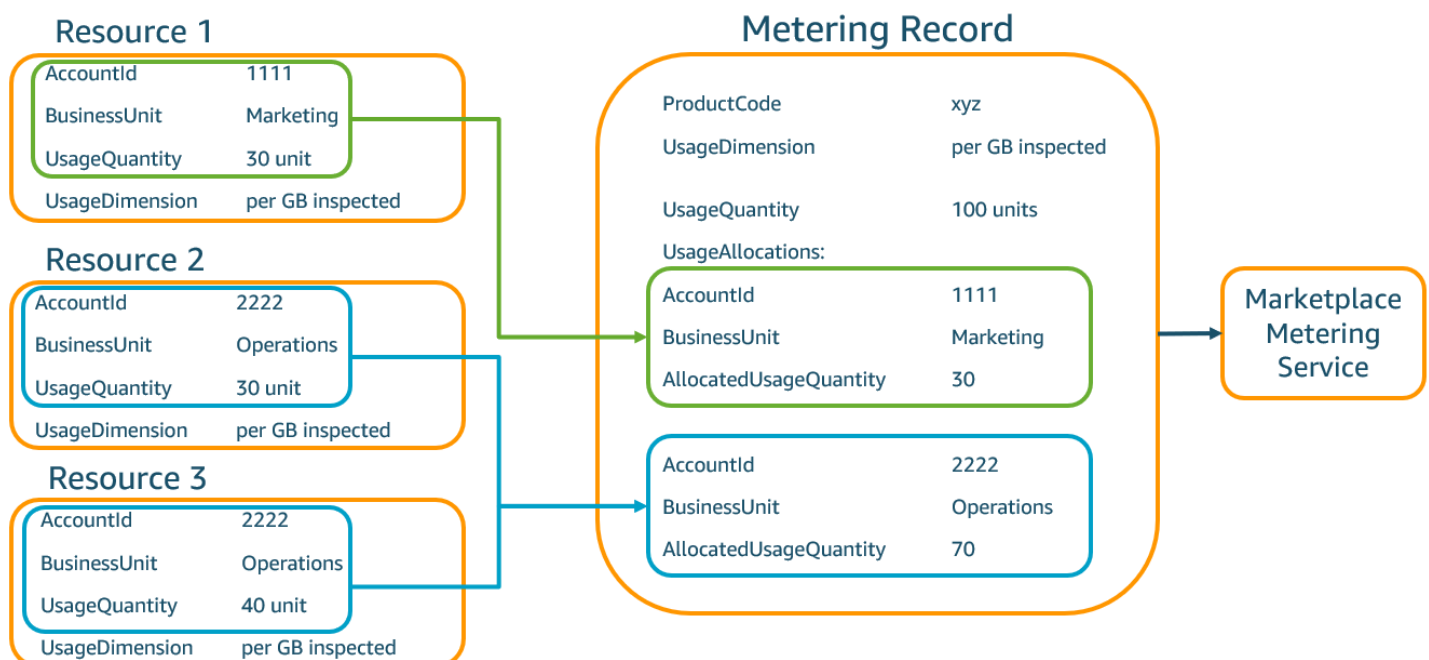 Resource 1
AccountId 1111
BusinessUnit Marketing
UsageQuantity 30 unit
UsageDimension per GB inspected
Resource 2
AccountId 2222
BusinessUnit Operations
UsageQuantity 30 unit
UsageDimension per GB inspected
Resource 3
AccountId 2222
BusinessUnit Operations
UsageQuantity 40 unit
UsageDimension per GB inspected
Metering Record
ProductCode xyz
UsageDimension per GB inspected
UsageQuantity 100 units
UsageAllocations:
AccountId 1111
BusinessUnit Marketing
AllocatedUsageQuantity 30
AccountId 2222
BusinessUnit Operations
AllocatedUsageQuantity 70
Marketplace
Metering
Service